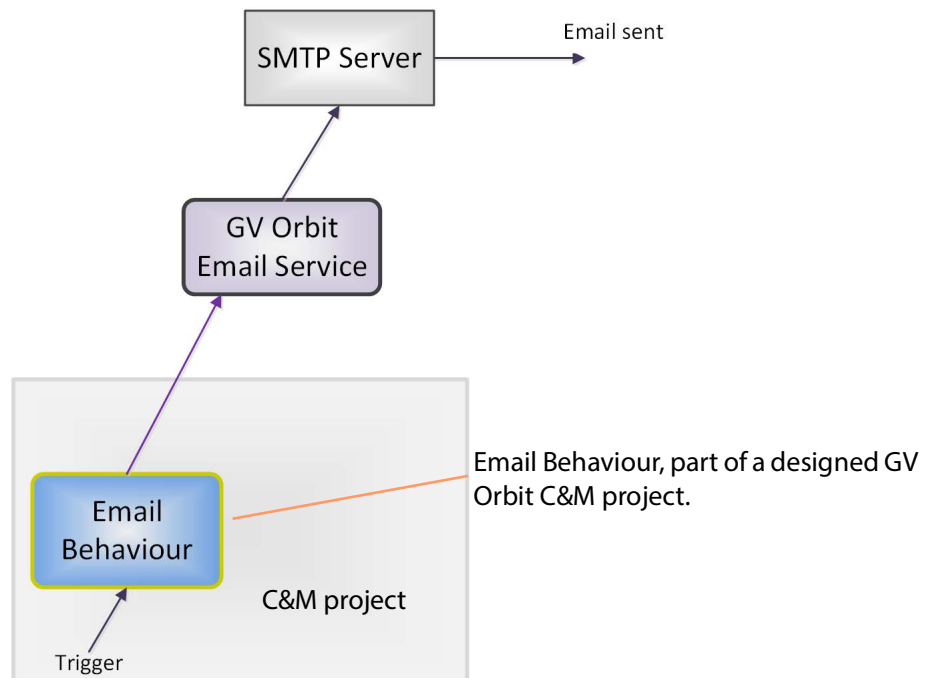 Email sent
SMTP Server
GV Orbit
Email Service
Email Behaviour, part of a designed GV
Orbit C&M project.
Email
Behaviour
C&M project
Trigger